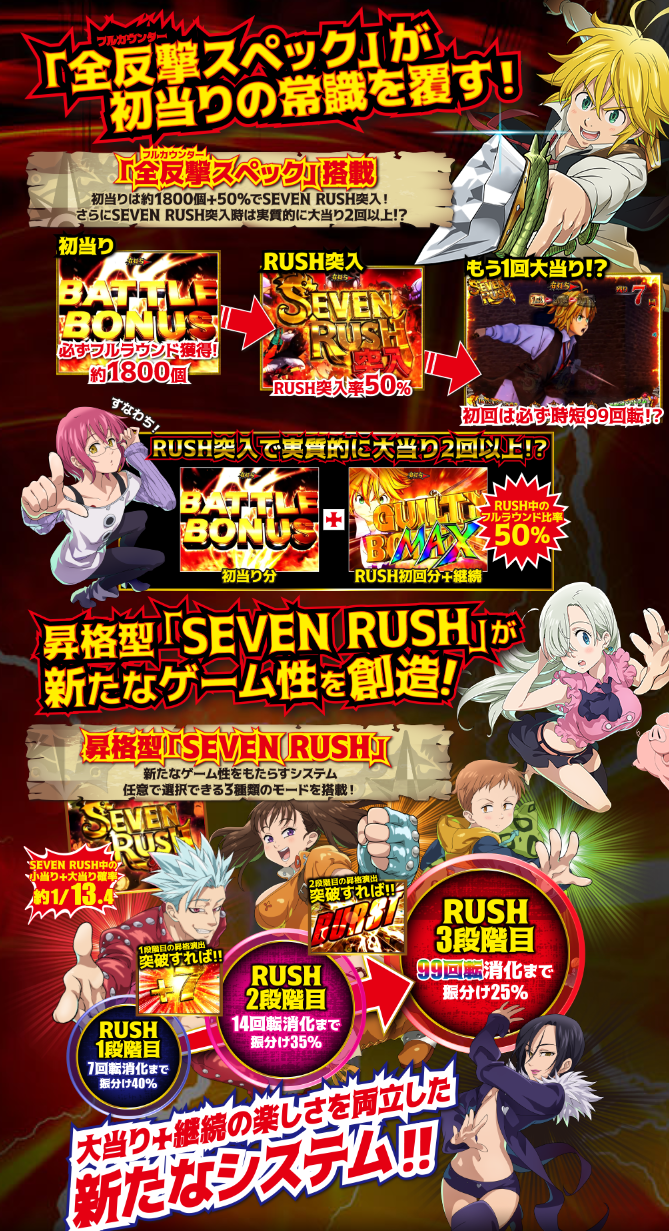 フルカウンター
「全反撃スペック」が
初当りの常識を覆す!
フルカウンター
「全反撃スペック」搭載
初当りは約1800個+50%でSEVEN RUSH突入!
さらにSEVEN RUSH突入時は実質的に大当り2回以上!?
初当り
BATTLE
BONUS
必ずフルラウンド獲得!
約1800個
RUSH突入
SEVEN
RUSH
突入
RUSH突入率50%
もう1回大当り!?
SEVEN
RUSH
7
初回は必ず時短99回転!?
すなわち!
RUSH突入で実質的に大当り2回以上!?
BATTLE
BONUS
初当り分
+
MAX
RUSH初回分+継続
RUSH中の
フルラウンド比率
50%
昇格型「SEVEN RUSH」が
新たなゲーム性を創造!
昇格型「SEVEN RUSH」
新たなゲーム性をもたらすシステム
任意で選択できる3種類のモードを搭載!
SEVEN
RUSH
SEVEN RUSH中の
小当り+大当り確率
約1/13.4
1段階目の昇格演出
突破すれば!!
+7
2段階目の昇格演出
突破すれば!!
BURST
RUSH
1段階目
7回転消化まで
振分け40%
RUSH
2段階目
14回転消化まで
振分け35%
RUSH
3段階目
99回転消化まで
振分け25%
大当り+継続の楽しさを両立した
新たなシステム!!